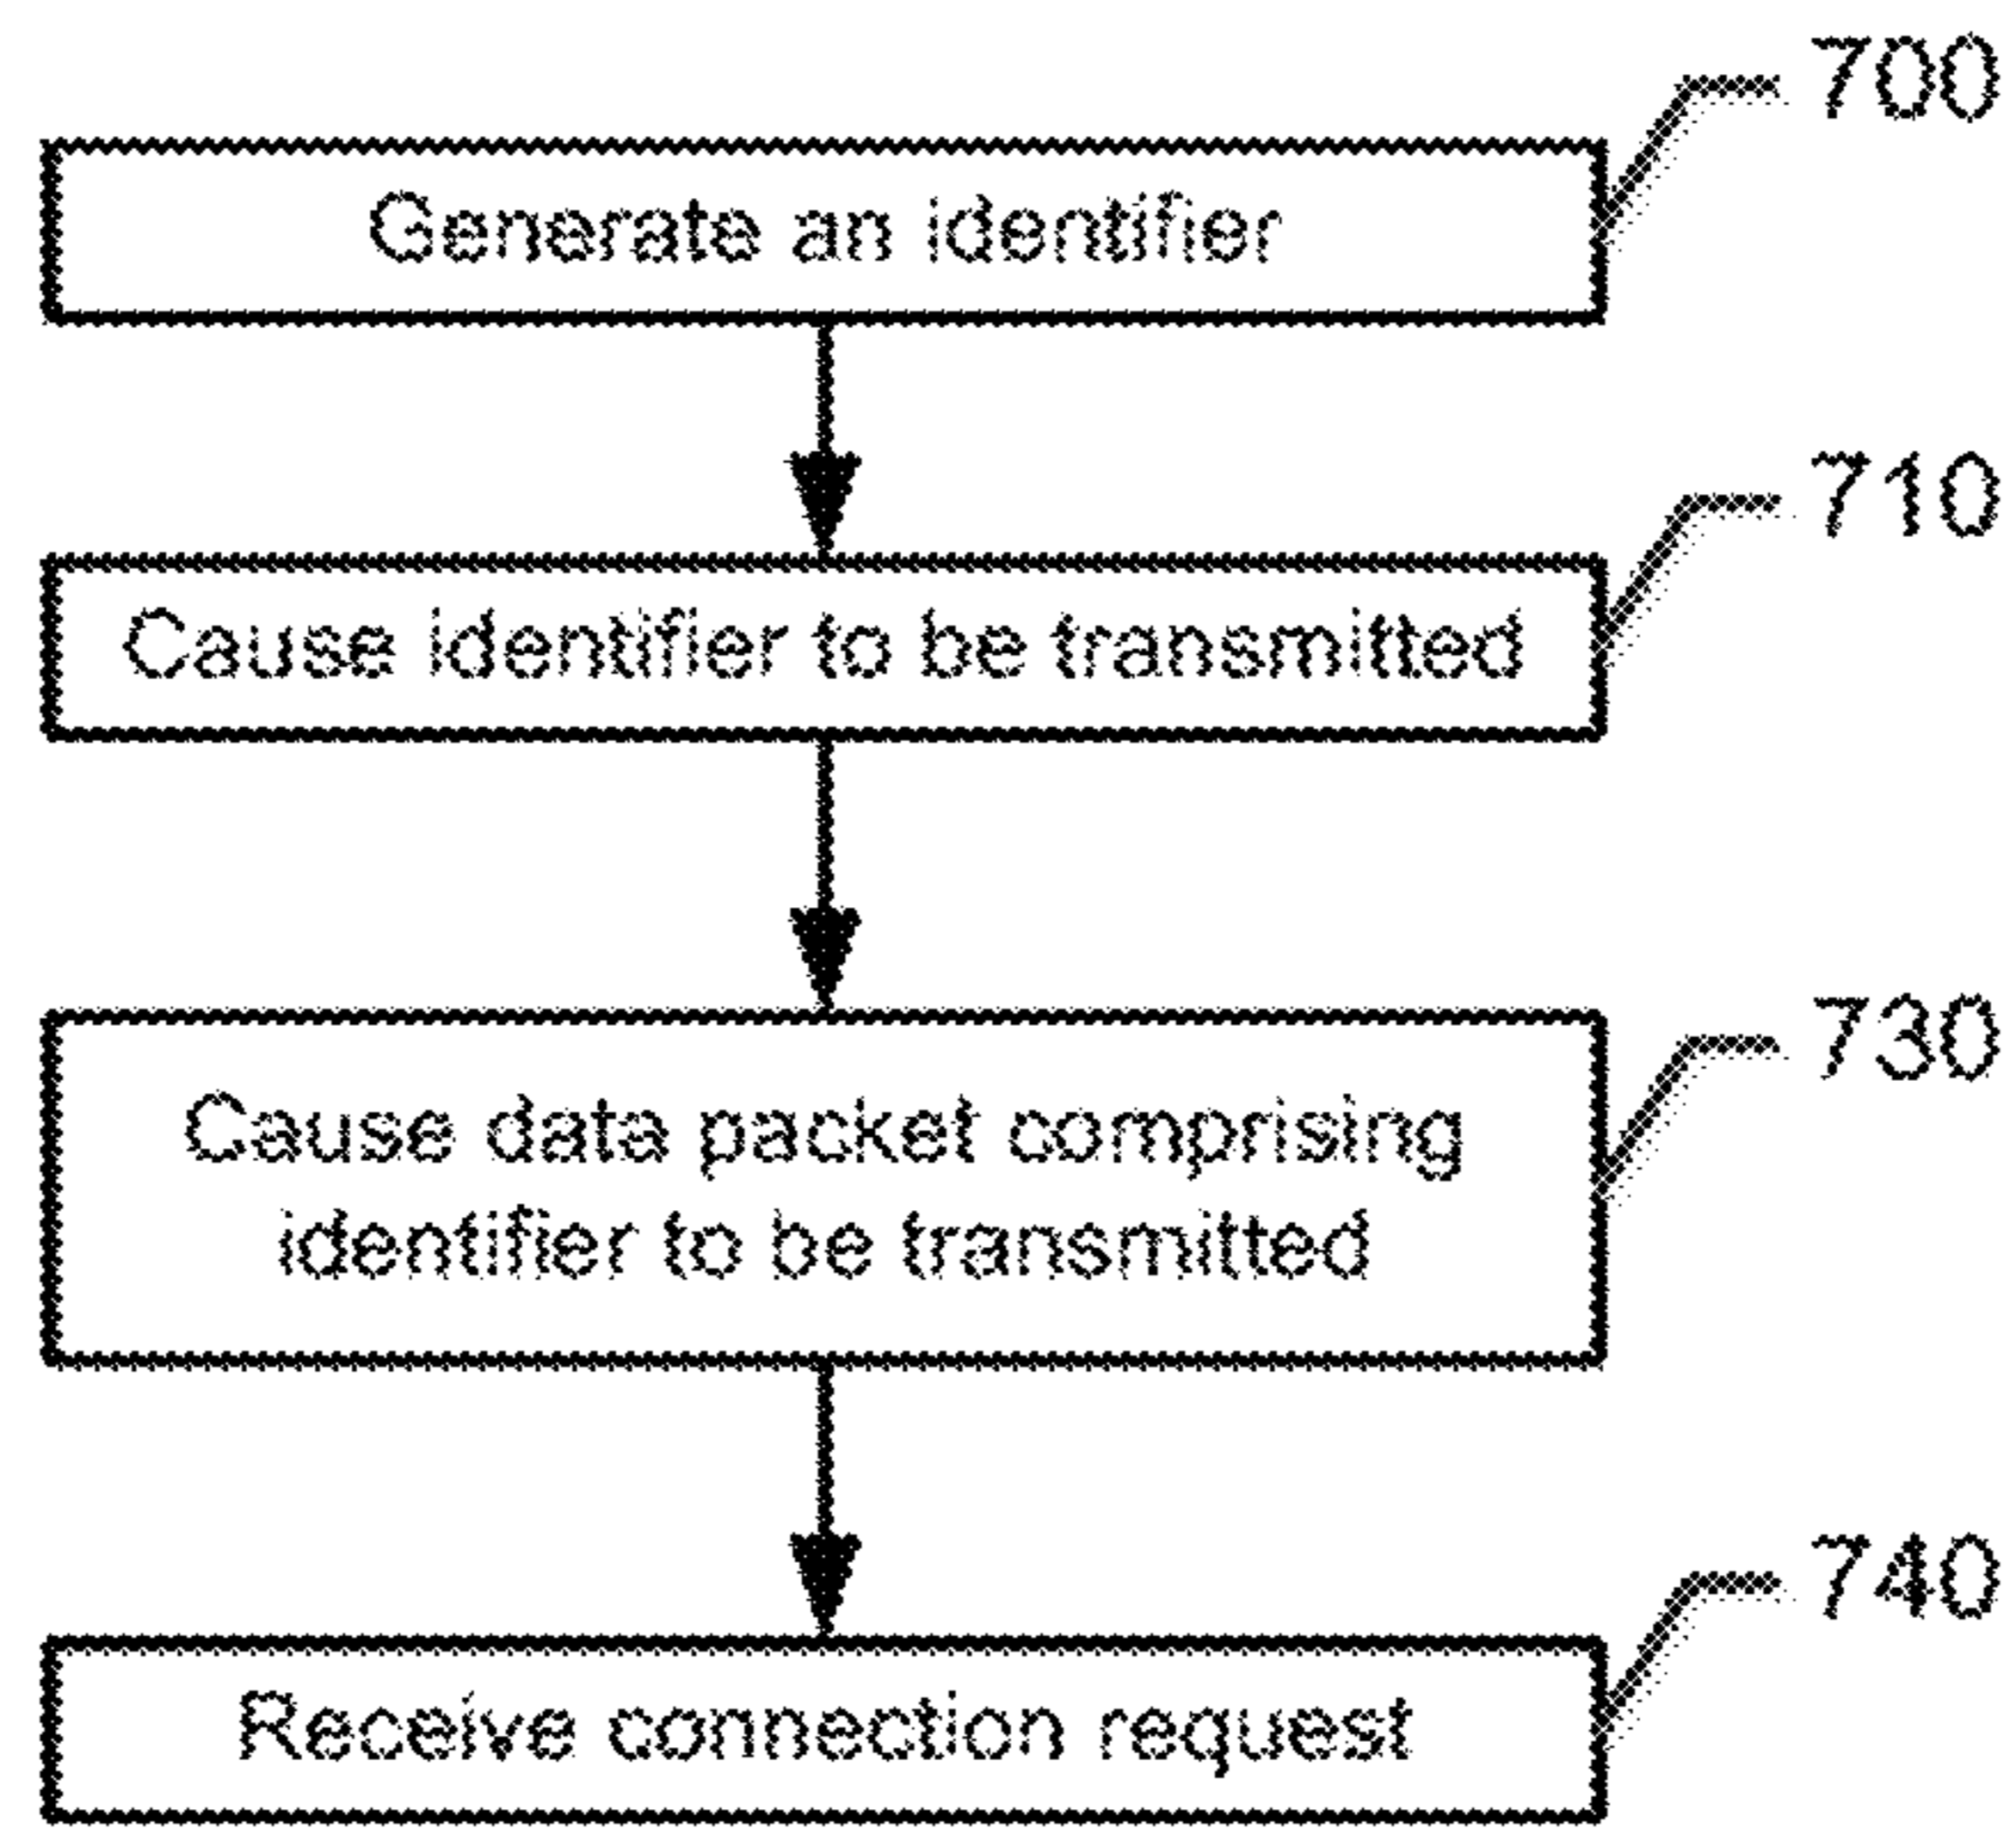 700
Generate an identifier
710
Cause identifier to be transmitted
730
Cause data packet comprising
identifier to be transmitted
740
Receive connection request